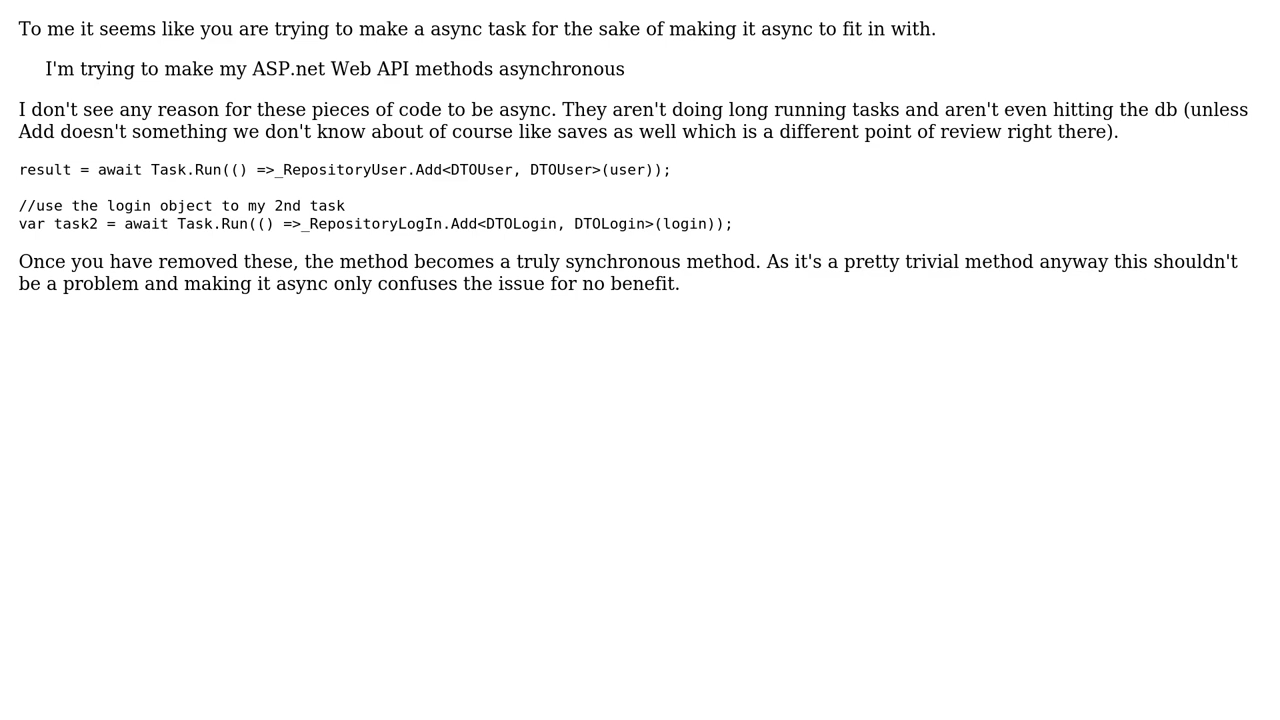 To me it seems like you are trying to make a async task for the sake of making it async to fit in with.
I'm trying to make my ASP.net Web API methods asynchronous
I don't see any reason for these pieces of code to be async. They aren't doing long running tasks and aren't even hitting the db (unless
Add doesn't something we don't know about of course like saves as well which is a different point of review right there).
result = await Task.Run(() =>_RepositoryUser.Add<DTOUser, DTOUser>(user));
//use the login object to my 2nd task
var task2 = await Task.Run(() =>_RepositoryLogIn.Add<DTOLogin, DTOLogin>(login));
Once you have removed these, the method becomes a truly synchronous method. As it's a pretty trivial method anyway this shouldn't
be a problem and making it async only confuses the issue for no benefit.